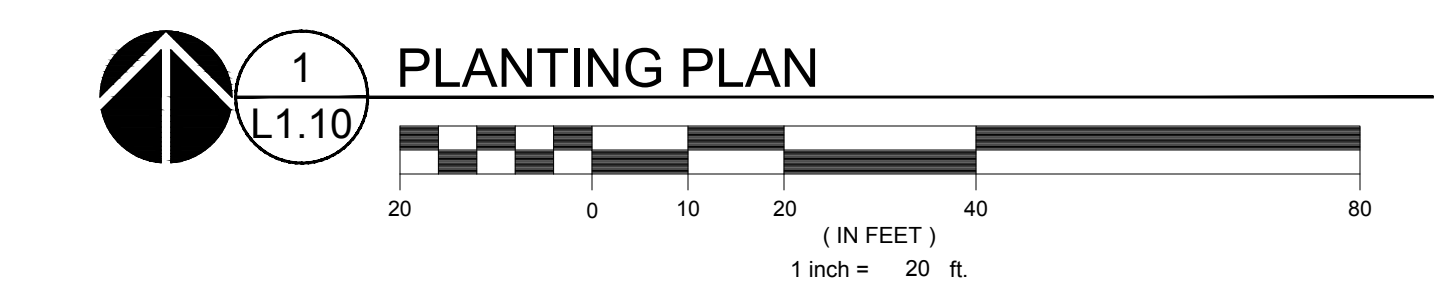 1
PLANTING PLAN
L1.10
20 0 10 20 40 80
( IN FEET )
1 inch = 20 ft.